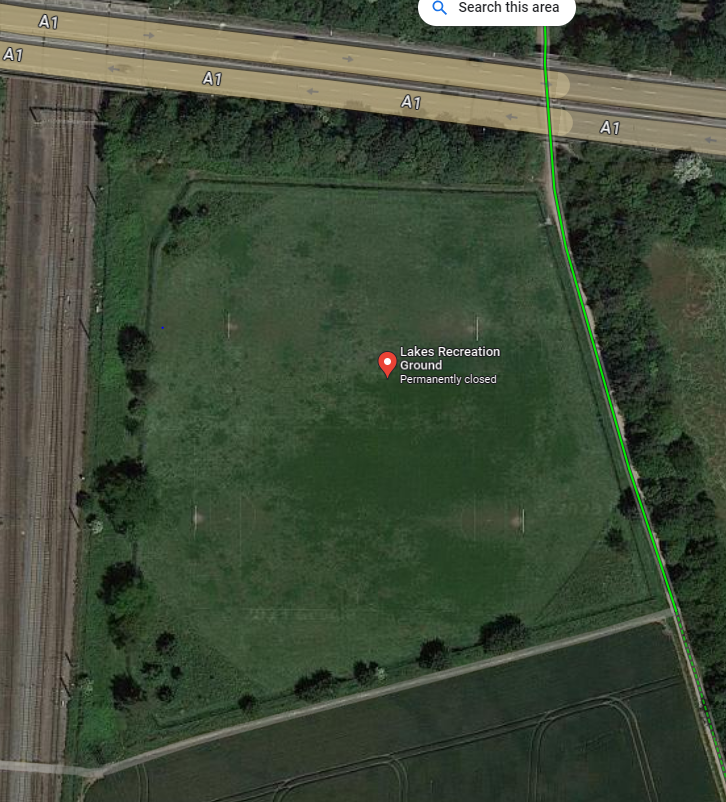 Search this area
A1
A1
A1
A1
A1
Lakes Recreation
Ground
Permanently closed